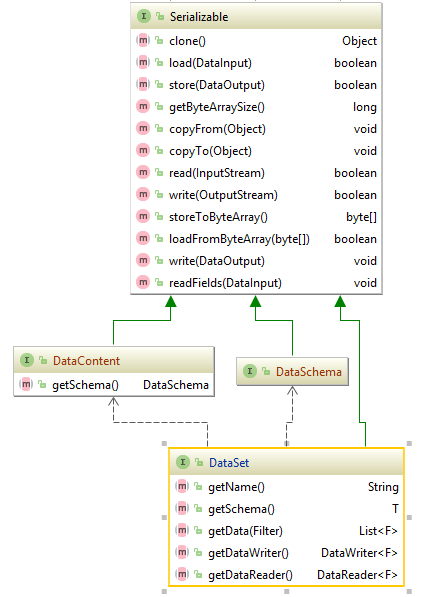 I Serializable
m clone() Object
m load(DataInput) boolean
m store(DataOutput) boolean
m getByteArraySize() long
m copyFrom(Object) void
m copyTo(Object) void
m read(InputStream) boolean
m write(OutputStream) boolean
m storeToByteArray() byte[]
m loadFromByteArray(byte[]) boolean
m write(DataOutput) void
m readFields(DataInput) void
I DataContent
m getSchema() DataSchema
I DataSchema
I DataSet
m getName() String
m getSchema() T
m getData(Filter) List<F>
m getDataWriter() DataWriter<F>
m getDataReader() DataReader<F>